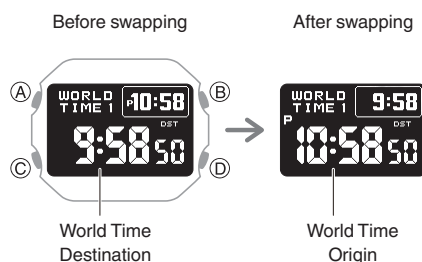 Before swapping
After swapping
A
B
C
D
WORLD
TIME 1
P10:58
DST
9:58 50
WORLD
TIME 1
9:58
P
DST
10:58 50
World Time
Destination
World Time
Origin